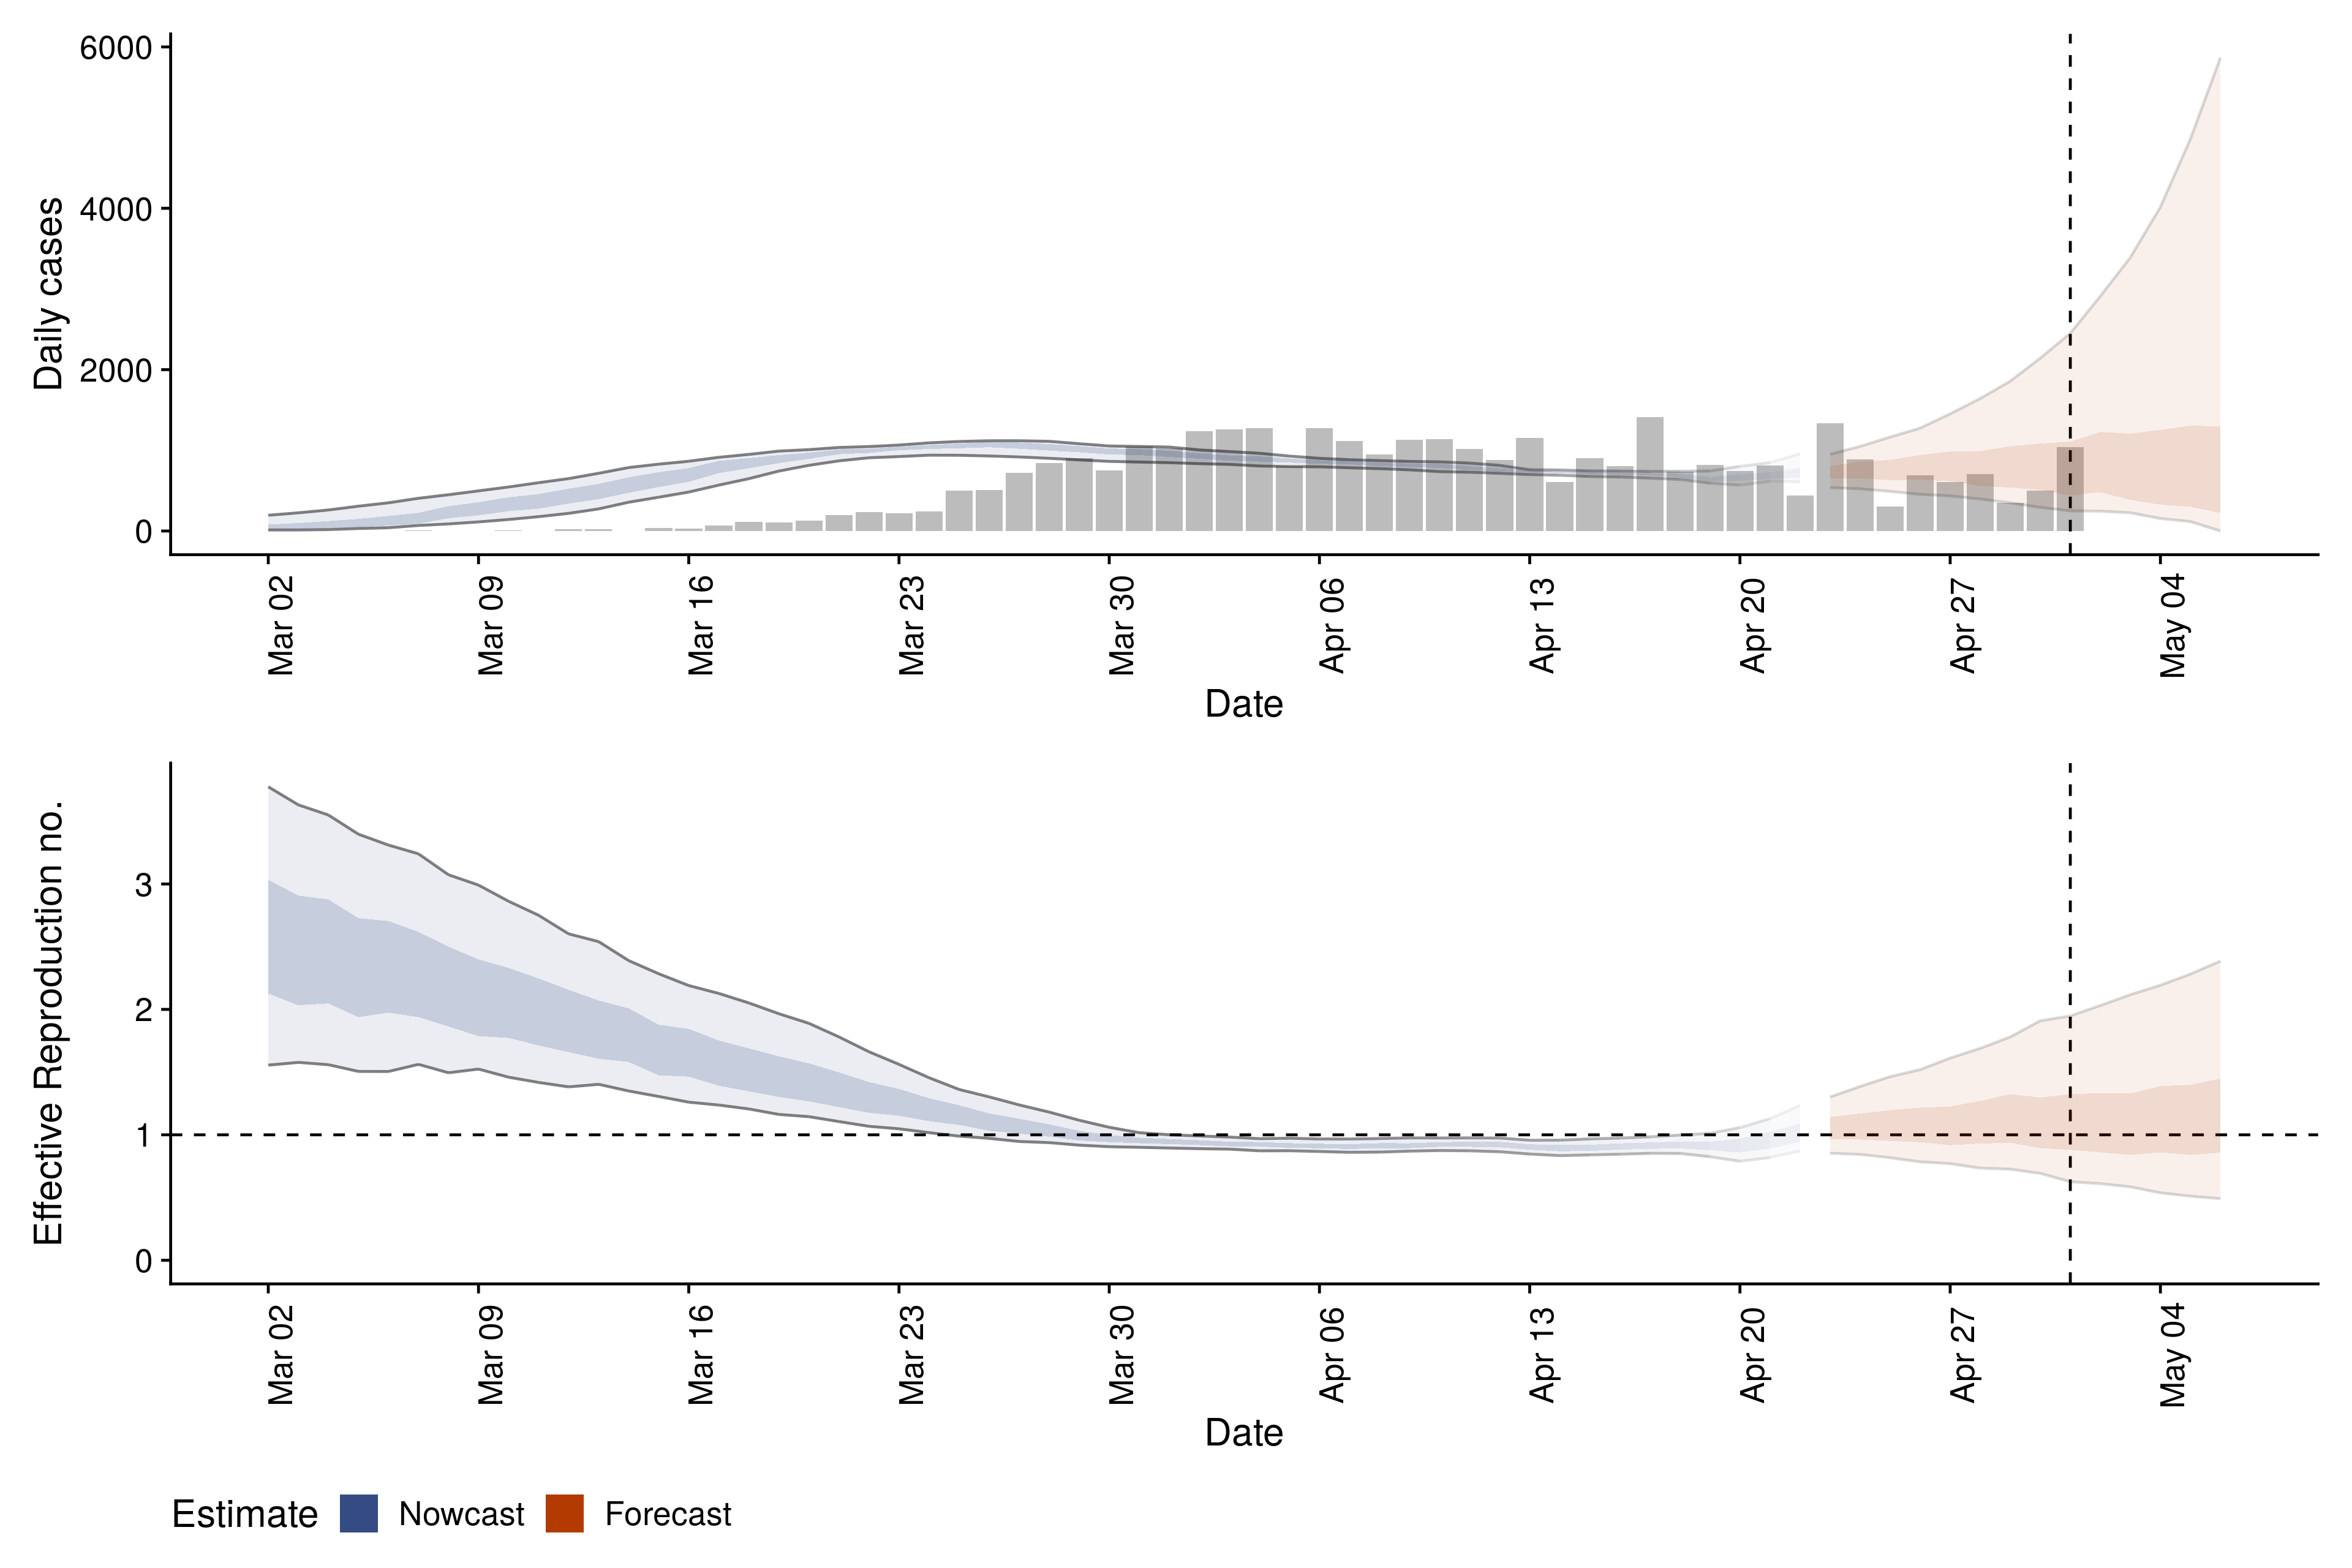 Daily cases
6000
4000
2000
0
Mar 02
Mar 09
Mar 16
Mar 23
Mar 30
Apr 06
Apr 13
Apr 20
Apr 27
May 04
Date
Effective Reproduction no.
3
2
1
0
Mar 02
Mar 09
Mar 16
Mar 23
Mar 30
Apr 06
Apr 13
Apr 20
Apr 27
May 04
Date
Estimate Nowcast Forecast